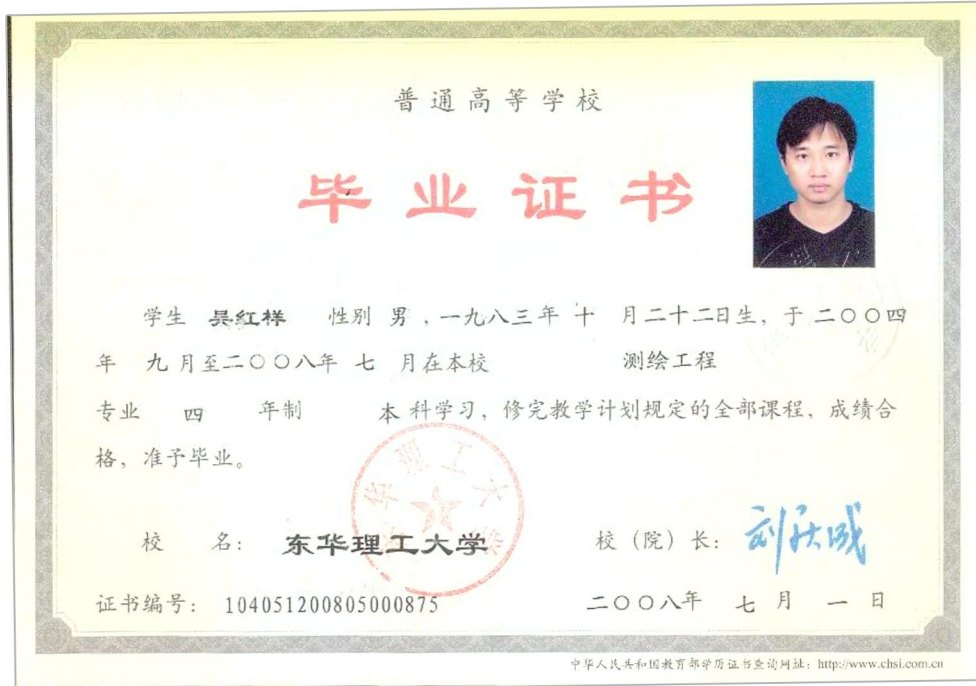 普通高等学校
毕业证书
学生 吴红样 性别 男 ，一九八三年 十 月二十二日生，于 二〇〇四
年 九 月至二〇〇八年 七 月在本校 测绘工程
专业 四 年制 本 科学习，修完教学计划规定的全部课程，成绩合
格，准予毕业。
东华理工大学
校 名： 东华理工大学 校（院）长：
证书编号： 104051200805000875 二〇〇八年 七 月 一 日
中华人民共和国教育部学历证书查询网址：http://www.chsi.com.cn